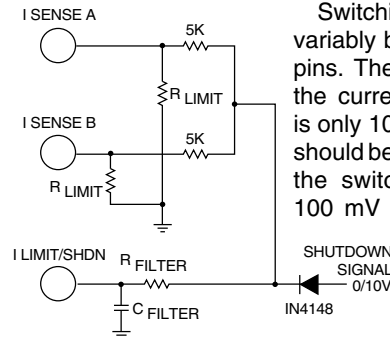 I SENSE A
5K
R LIMIT
I SENSE B
5K
R LIMIT
I LIMIT/SHDN
R FILTER
C FILTER
SHUTDOWN
SIGNAL
0/10V
IN4148
Switchi
variably b
pins. The
the curre
is only 10
should be
the switc
100 mV